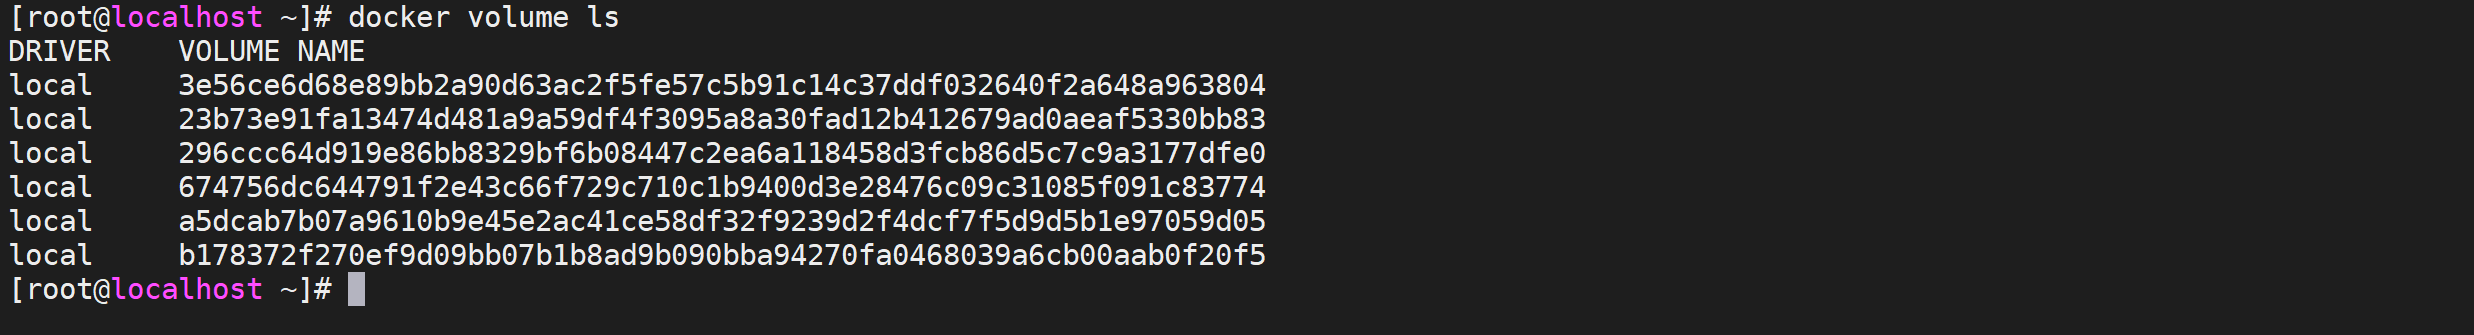 [root@localhost ~]# docker volume ls
DRIVER    VOLUME NAME
local     3e56ce6d68e89bb2a90d63ac2f5fe57c5b91c14c37ddf032640f2a648a963804
local     23b73e91fa13474d481a9a59df4f3095a8a30fad12b412679ad0aeaf5330bb83
local     296ccc64d919e86bb8329bf6b08447c2ea6a118458d3fcb86d5c7c9a3177dfe0
local     674756dc644791f2e43c66f729c710c1b9400d3e28476c09c31085f091c83774
local     a5dcab7b07a9610b9e45e2ac41ce58df32f9239d2f4dcf7f5d9d5b1e97059d05
local     b178372f270ef9d09bb07b1b8ad9b090bba94270fa0468039a6cb00aab0f20f5
[root@localhost ~]#